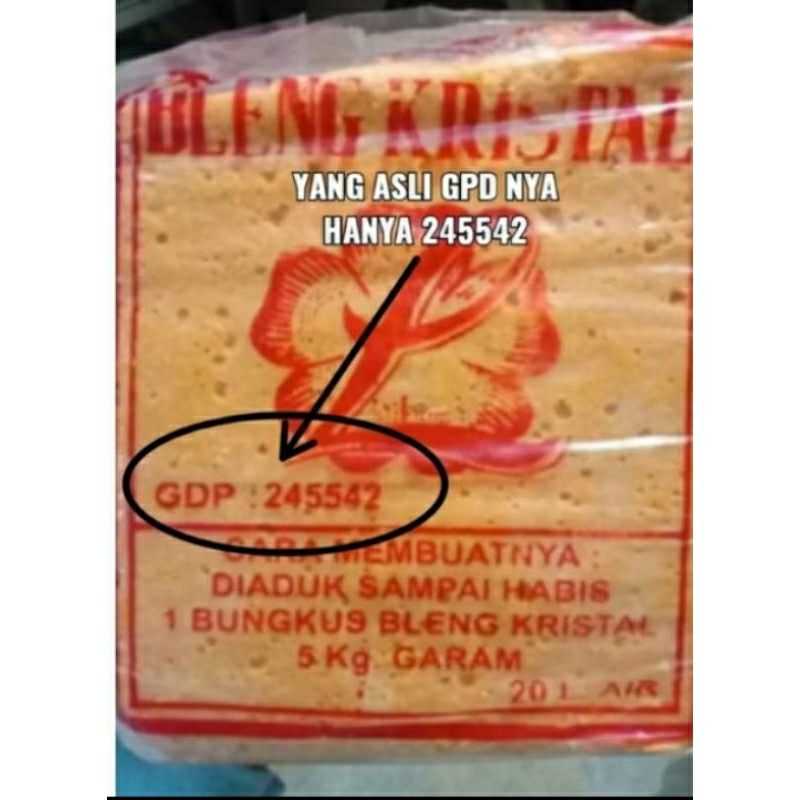 BLENG KRISTAL
YANG ASLI GPD NYA
HANYA 245542
GDP : 245542
CARA MEMBUATNYA :
DIADUK SAMPAI HABIS
1 BUNGKUS BLENG KRISTAL
5 Kg. GARAM
20 L. AIR